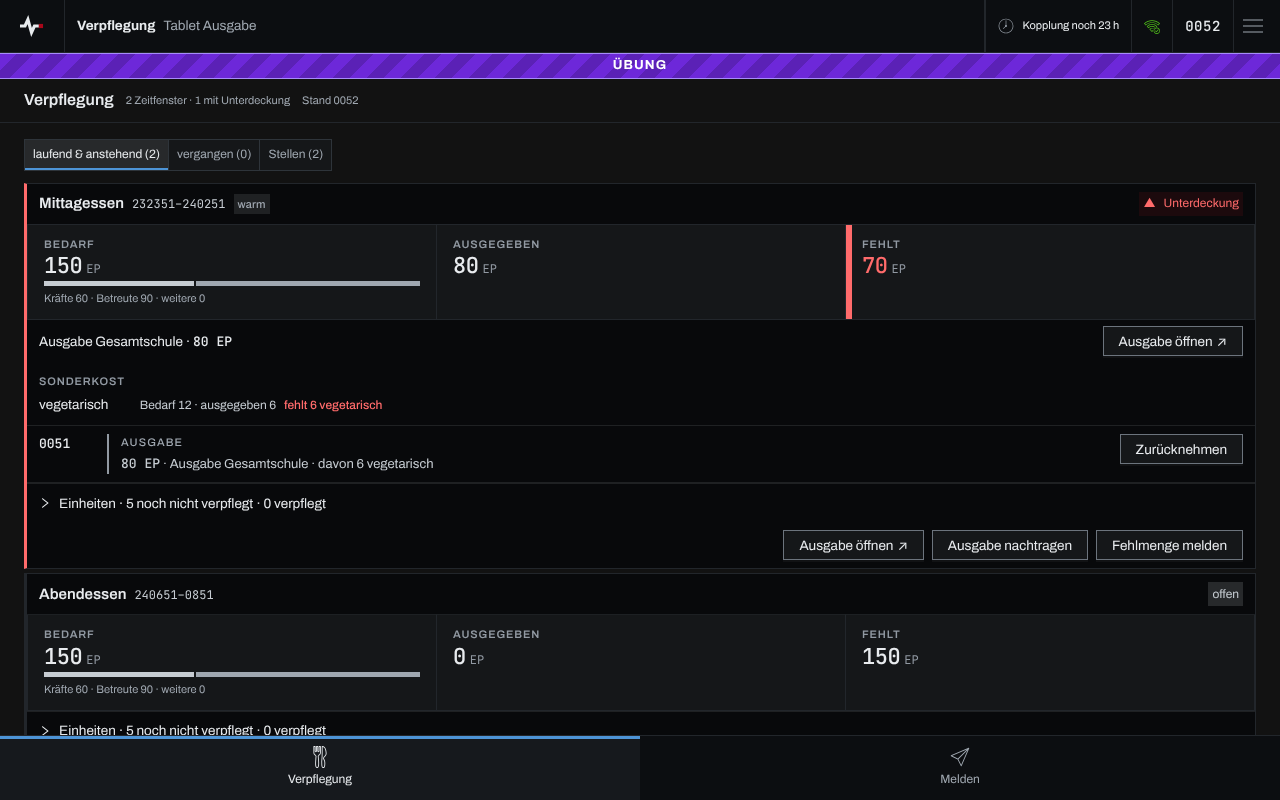 Verpflegung Tablet Ausgabe
Kopplung noch 23 h
0052
ÜBUNG
Verpflegung 2 Zeitfenster · 1 mit Unterdeckung Stand 0052
laufend & anstehend (2) vergangen (0) Stellen (2)
Mittagessen 232351–240251 warm
Unterdeckung
BEDARF AUSGEGEBEN FEHLT
150 EP 80 EP 70 EP
Kräfte 60 · Betreute 90 · weitere 0
Ausgabe Gesamtschule · 80 EP
Ausgabe öffnen ↗
SONDERKOST
vegetarisch Bedarf 12 · ausgegeben 6 fehlt 6 vegetarisch
0051 AUSGABE
80 EP · Ausgabe Gesamtschule · davon 6 vegetarisch
Zurücknehmen
Einheiten · 5 noch nicht verpflegt · 0 verpflegt
Ausgabe öffnen ↗ Ausgabe nachtragen Fehlmenge melden
Abendessen 240651–0851
offen
BEDARF AUSGEGEBEN FEHLT
150 EP 0 EP 150 EP
Kräfte 60 · Betreute 90 · weitere 0
Einheiten · 5 noch nicht verpflegt · 0 verpflegt
Verpflegung Melden